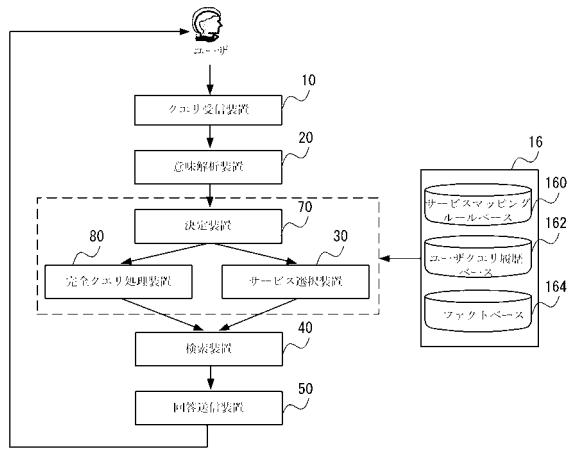 ユーザ
10
クエリ受信装置
20
意味解析装置
70
決定装置
80
完全クエリ処理装置
30
サービス選択装置
40
検索装置
50
回答送信装置
16
サービスマッピング
ルールベース
160
ユーザクエリ履歴
ベース
162
ファクトベース
164